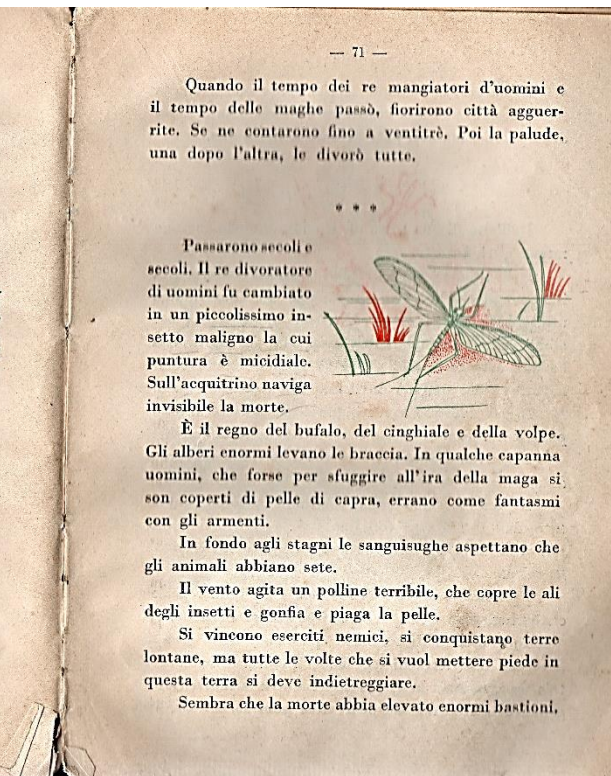 — 71 —
Quando il tempo dei re mangiatori d'uomini e
il tempo delle maghe passò, fiorirono città agguer-
rite. Se ne contarono fino a ventitrè. Poi la palude,
una dopo l'altra, le divorò tutte.
* * *
Passarono secoli e
secoli. Il re divoratore
di uomini fu cambiato
in un piccolissimo in-
setto maligno la cui
puntura è micidiale.
Sull'acquitrino naviga
invisibile la morte.
È il regno del bufalo, del cinghiale e della volpe.
Gli alberi enormi levano le braccia. In qualche capanna
uomini, che forse per sfuggire all'ira della maga si
son coperti di pelle di capra, errano come fantasmi
con gli armenti.
In fondo agli stagni le sanguisughe aspettano che
gli animali abbiano sete.
Il vento agita un polline terribile, che copre le ali
degli insetti e gonfia e piaga la pelle.
Si vincono eserciti nemici, si conquistano terre
lontane, ma tutte le volte che si vuol mettere piede in
questa terra si deve indietreggiare.
Sembra che la morte abbia elevato enormi bastioni,